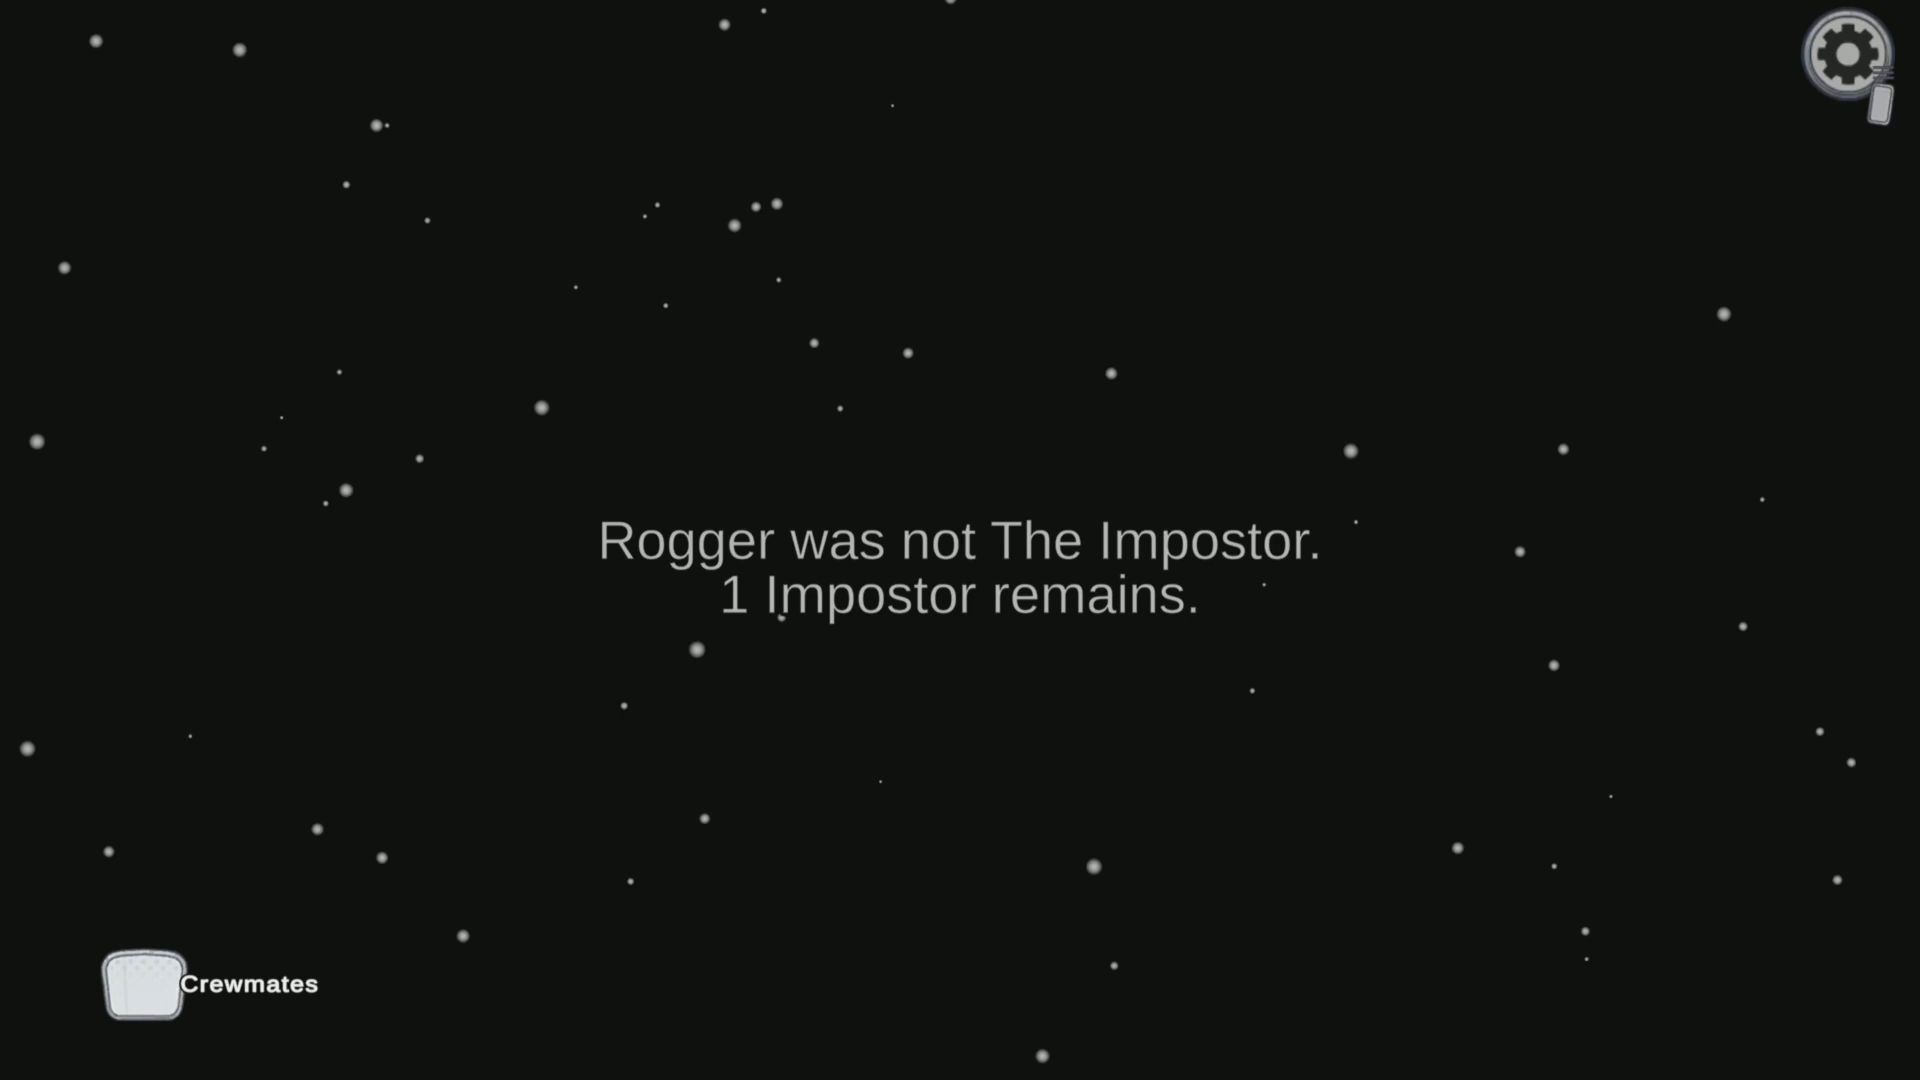 Rogger was not The Impostor.
1 Impostor remains.
Crewmates